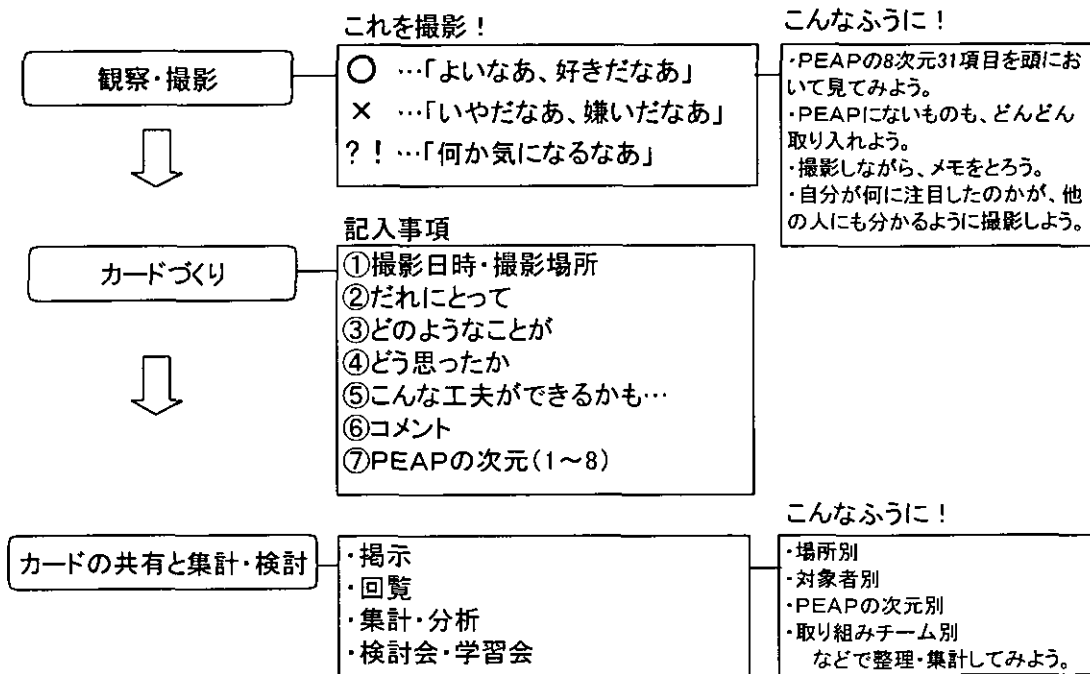 これを撮影！
こんなふうに！
観察・撮影
○ …「よいなあ、好きだなあ」
× …「いやだなあ、嫌いだなあ」
？！…「何か気になるなあ」
・PEAPの8次元31項目を頭にお
いて見てみよう。
・PEAPにないものも、どんどん
取り入れよう。
・撮影しながら、メモをとろう。
・自分が何に注目したのかが、他
の人にも分かるように撮影しよう。
記入事項
カードづくり
①撮影日時・撮影場所
②だれにとって
③どのようなことが
④どう思ったか
⑤こんな工夫ができるかも…
⑥コメント
⑦PEAPの次元（1～8）
こんなふうに！
カードの共有と集計・検討
・掲示
・回覧
・集計・分析
・検討会・学習会
・場所別
・対象者別
・PEAPの次元別
・取り組みチーム別
などで整理・集計してみよう。